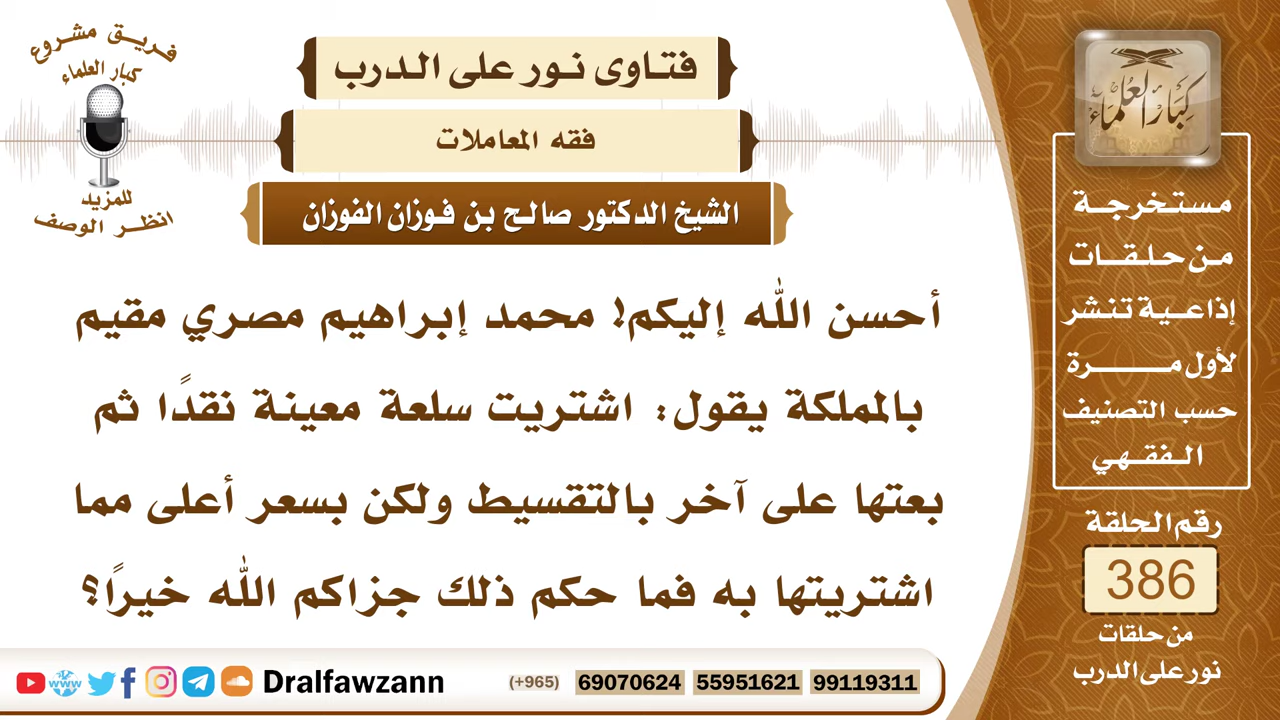 فريق مشروع
كبار العلماء
للمزيد
انظر الوصف
فتاوى نور على الدرب
فقه المعاملات
الشيخ الدكتور صالح بن فوزان الفوزان
أحسن الله إليكم! محمد إبراهيم مصري مقيم
بالمملكة يقول: اشتريت سلعة معينة نقدًا ثم
بعتها على آخر بالتقسيط ولكن بسعر أعلى مما
اشتريتها به فما حكم ذلك جزاكم الله خيرًا؟
كبار العلماء
مستخرجة
من حلقات
إذاعية تنشر
لأول مرة
حسب التصنيف
الفقهي
رقم الحلقة
386
من حلقات
نور على الدرب
www
Dralfawzann (+965) 69070624 55951621 99119311